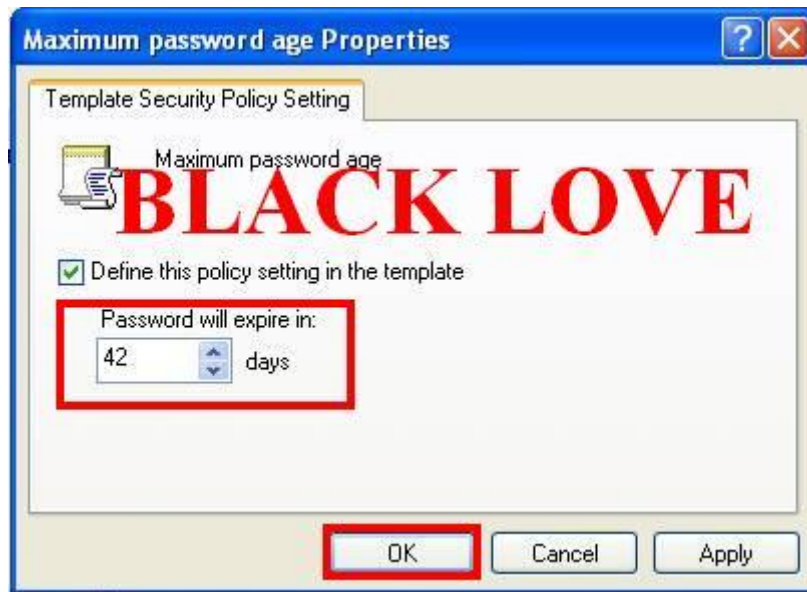 Maximum password age Properties
Template Security Policy Setting
Maximum password age
BLACK LOVE
Define this policy setting in the template
Password will expire in:
42 days
OK Cancel Apply